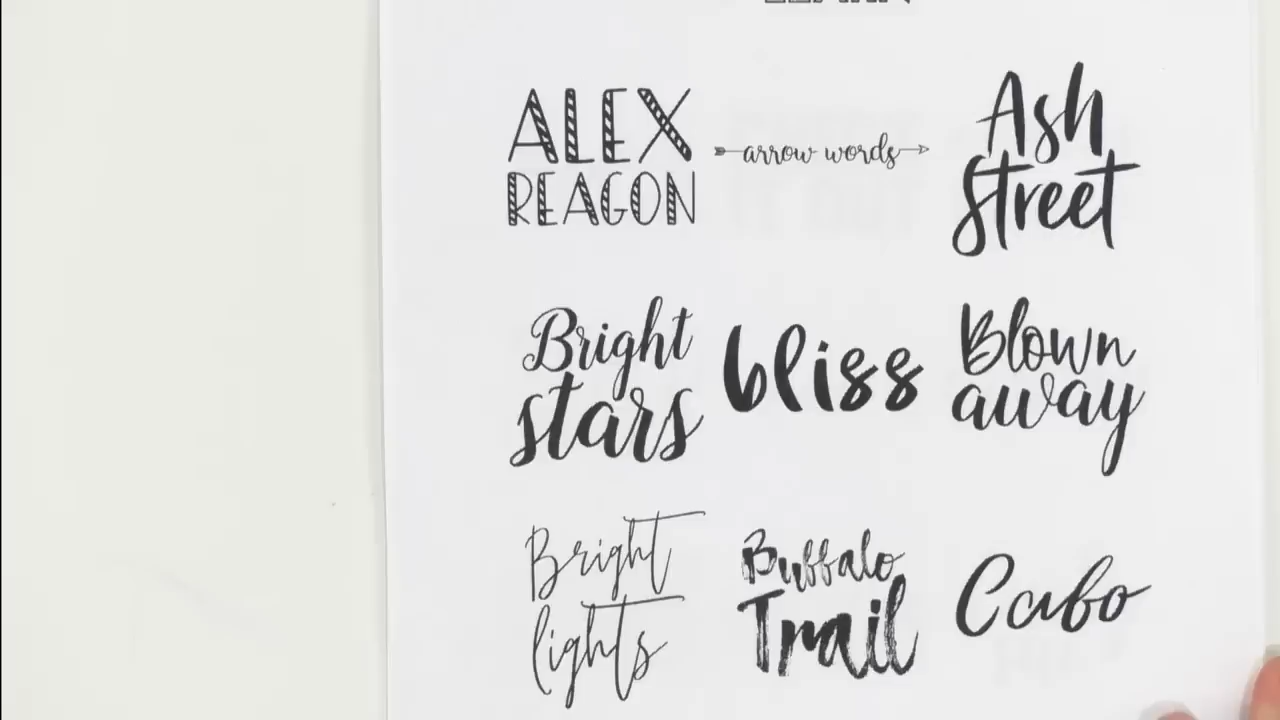 ALEX
REAGON
arrow words
Ash
Street
Bright
stars
bliss
Blown
away
Bright
lights
Buffalo
Trail
Cabo